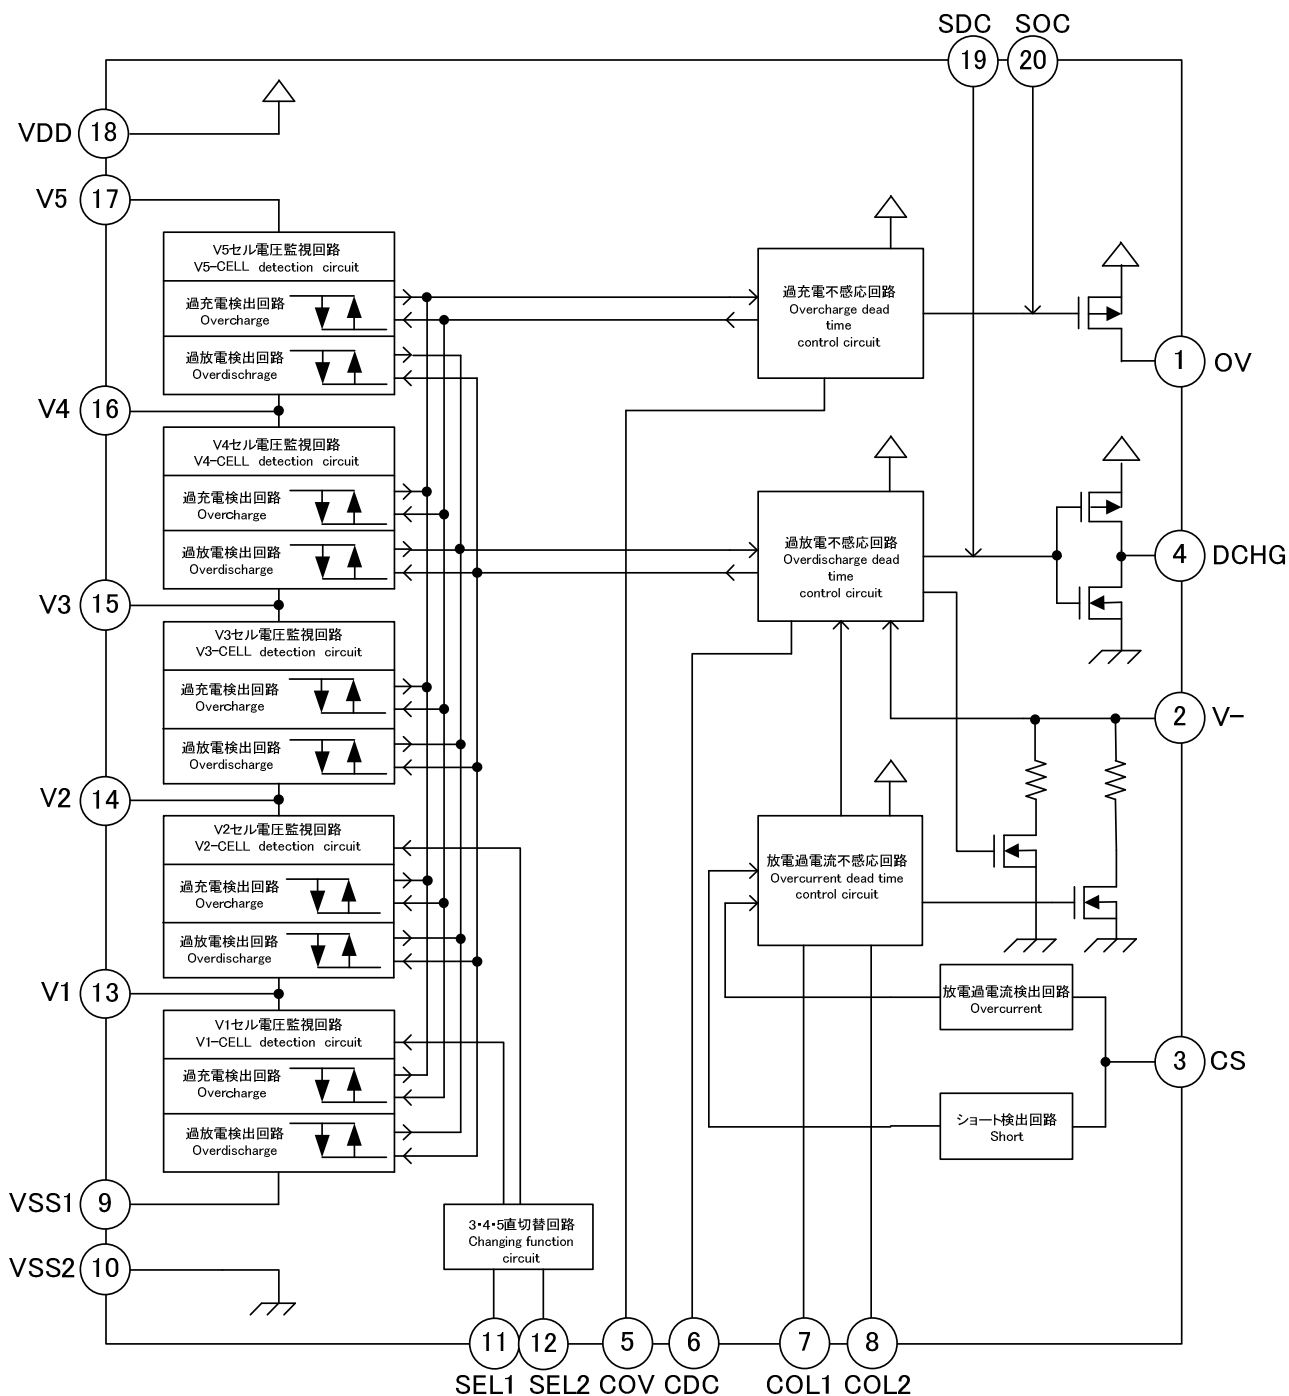 SDC
SOC
19
20
VDD
18
V5
17
V5セル電圧監視回路
V5-CELL detection circuit
過充電検出回路
Overcharge
過放電検出回路
Overdischrage
過充電不感応回路
Overcharge dead
time
control circuit
1
OV
V4
16
V4セル電圧監視回路
V4-CELL detection circuit
過充電検出回路
Overcharge
過放電検出回路
Overdischarge
過放電不感応回路
Overdischarge dead
time
control circuit
4
DCHG
V3
15
V3セル電圧監視回路
V3-CELL detection circuit
過充電検出回路
Overcharge
過放電検出回路
Overdischarge
2
V-
V2
14
V2セル電圧監視回路
V2-CELL detection circuit
過充電検出回路
Overcharge
過放電検出回路
Overdischarge
放電過電流不感応回路
Overcurrent dead time
control circuit
V1
13
V1セル電圧監視回路
V1-CELL detection circuit
過充電検出回路
Overcharge
過放電検出回路
Overdischarge
放電過電流検出回路
Overcurrent
3
CS
ショート検出回路
Short
VSS1
9
3・4・5直切替回路
Changing function
circuit
VSS2
10
11
12
5
6
7
8
SEL1
SEL2
COV
CDC
COL1
COL2